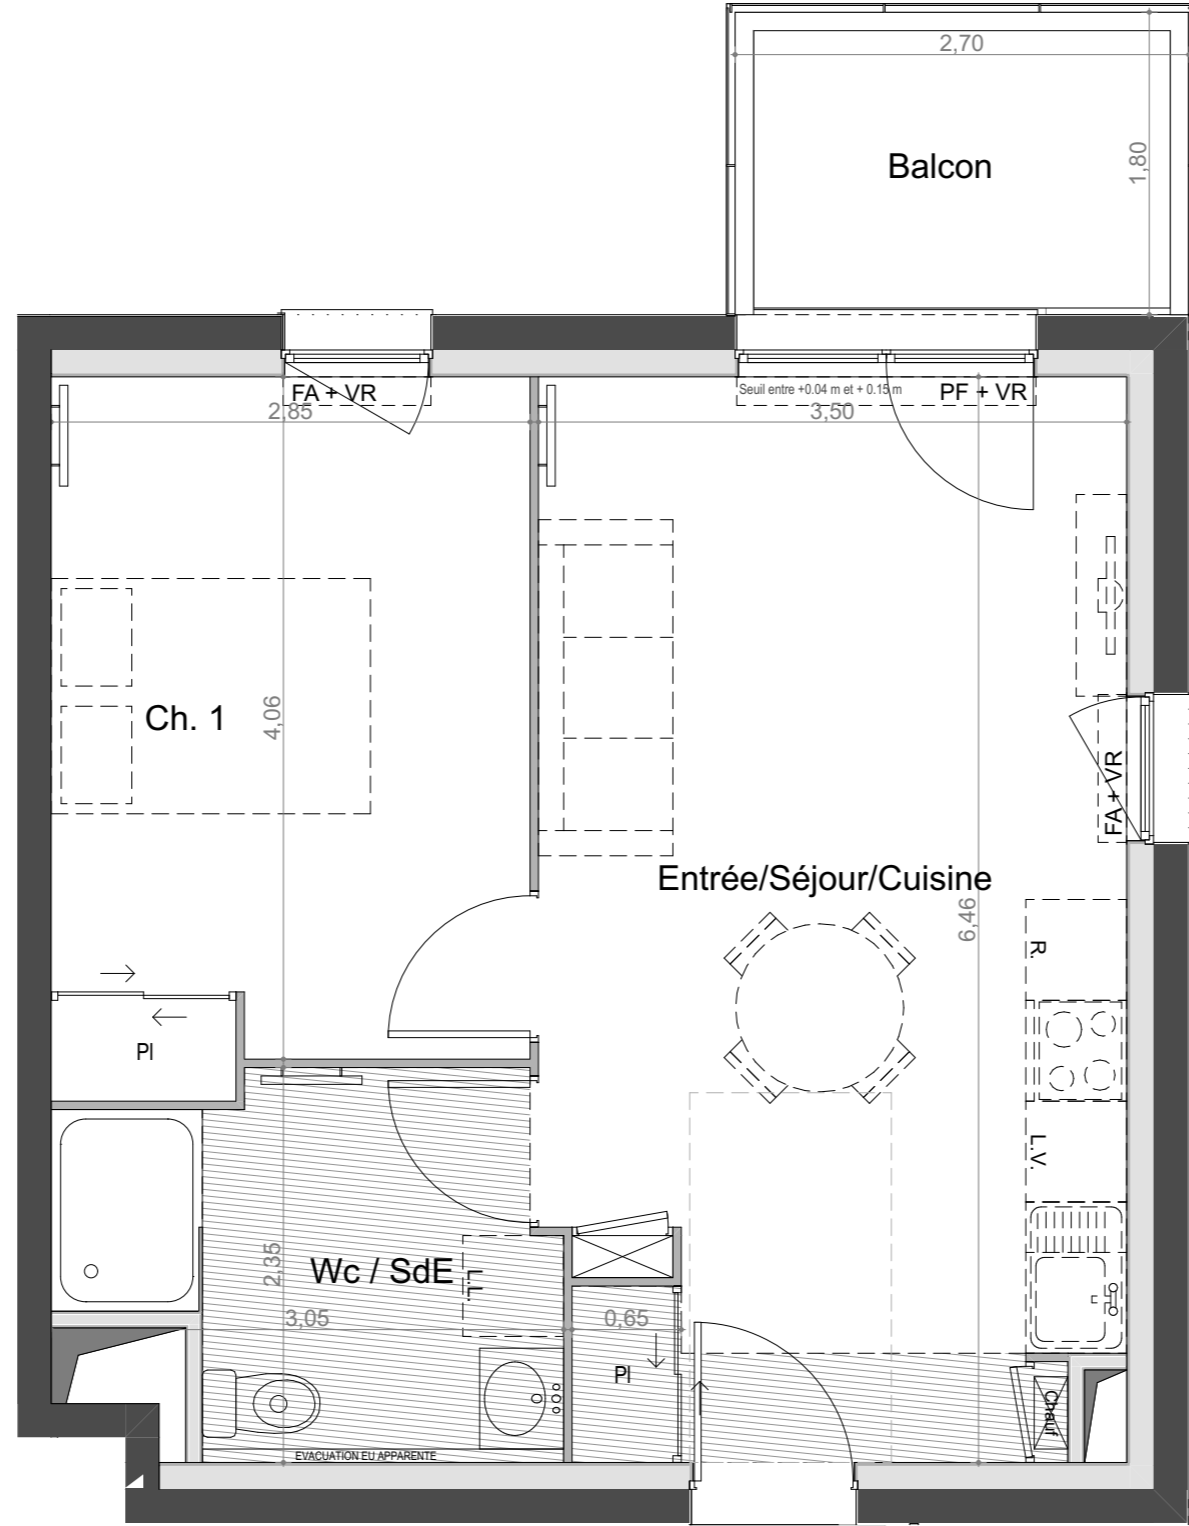 2,70
Balcon
1,80
FA + VR
2,85
Seuil entre +0.04 m et + 0.15 m
PF + VR
3,50
Ch. 1
4,06
FA + VR
Entrée/Séjour/Cuisine
6,46
R.
Pl
L.V.
Wc / SdE
2,35
L.L.
3,05
0,65
Pl
Chauf
EVACUATION EU APPARENTE